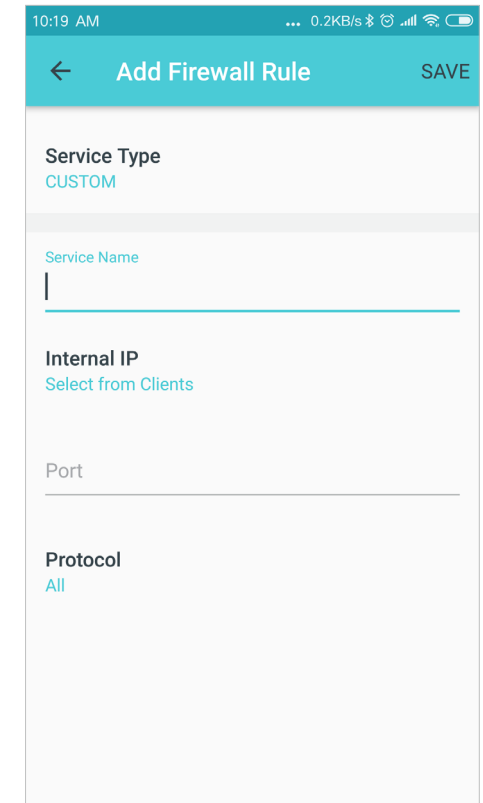 10:19 AM ... 0.2KB/s
Add Firewall Rule SAVE
Service Type
CUSTOM
Service Name
Internal IP
Select from Clients
Port
Protocol
All